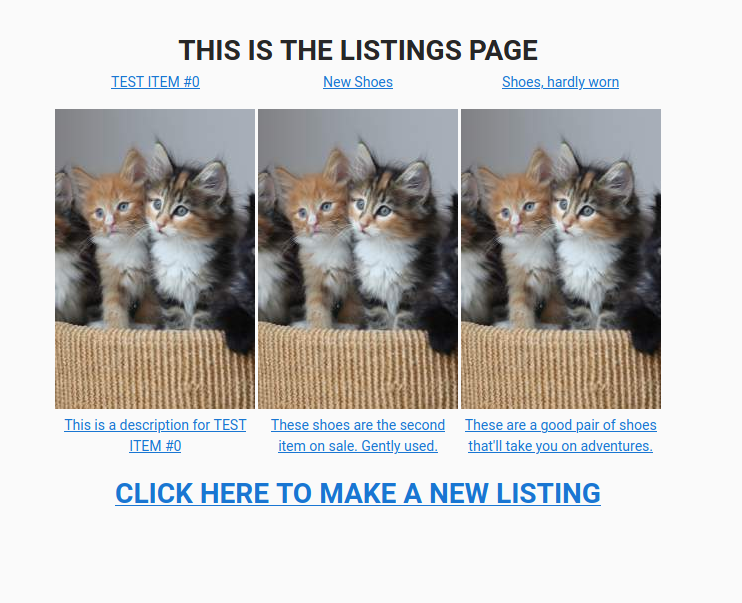 THIS IS THE LISTINGS PAGE
TEST ITEM #0
New Shoes
Shoes, hardly worn
This is a description for TEST
ITEM #0
These shoes are the second
item on sale. Gently used.
These are a good pair of shoes
that'll take you on adventures.
CLICK HERE TO MAKE A NEW LISTING